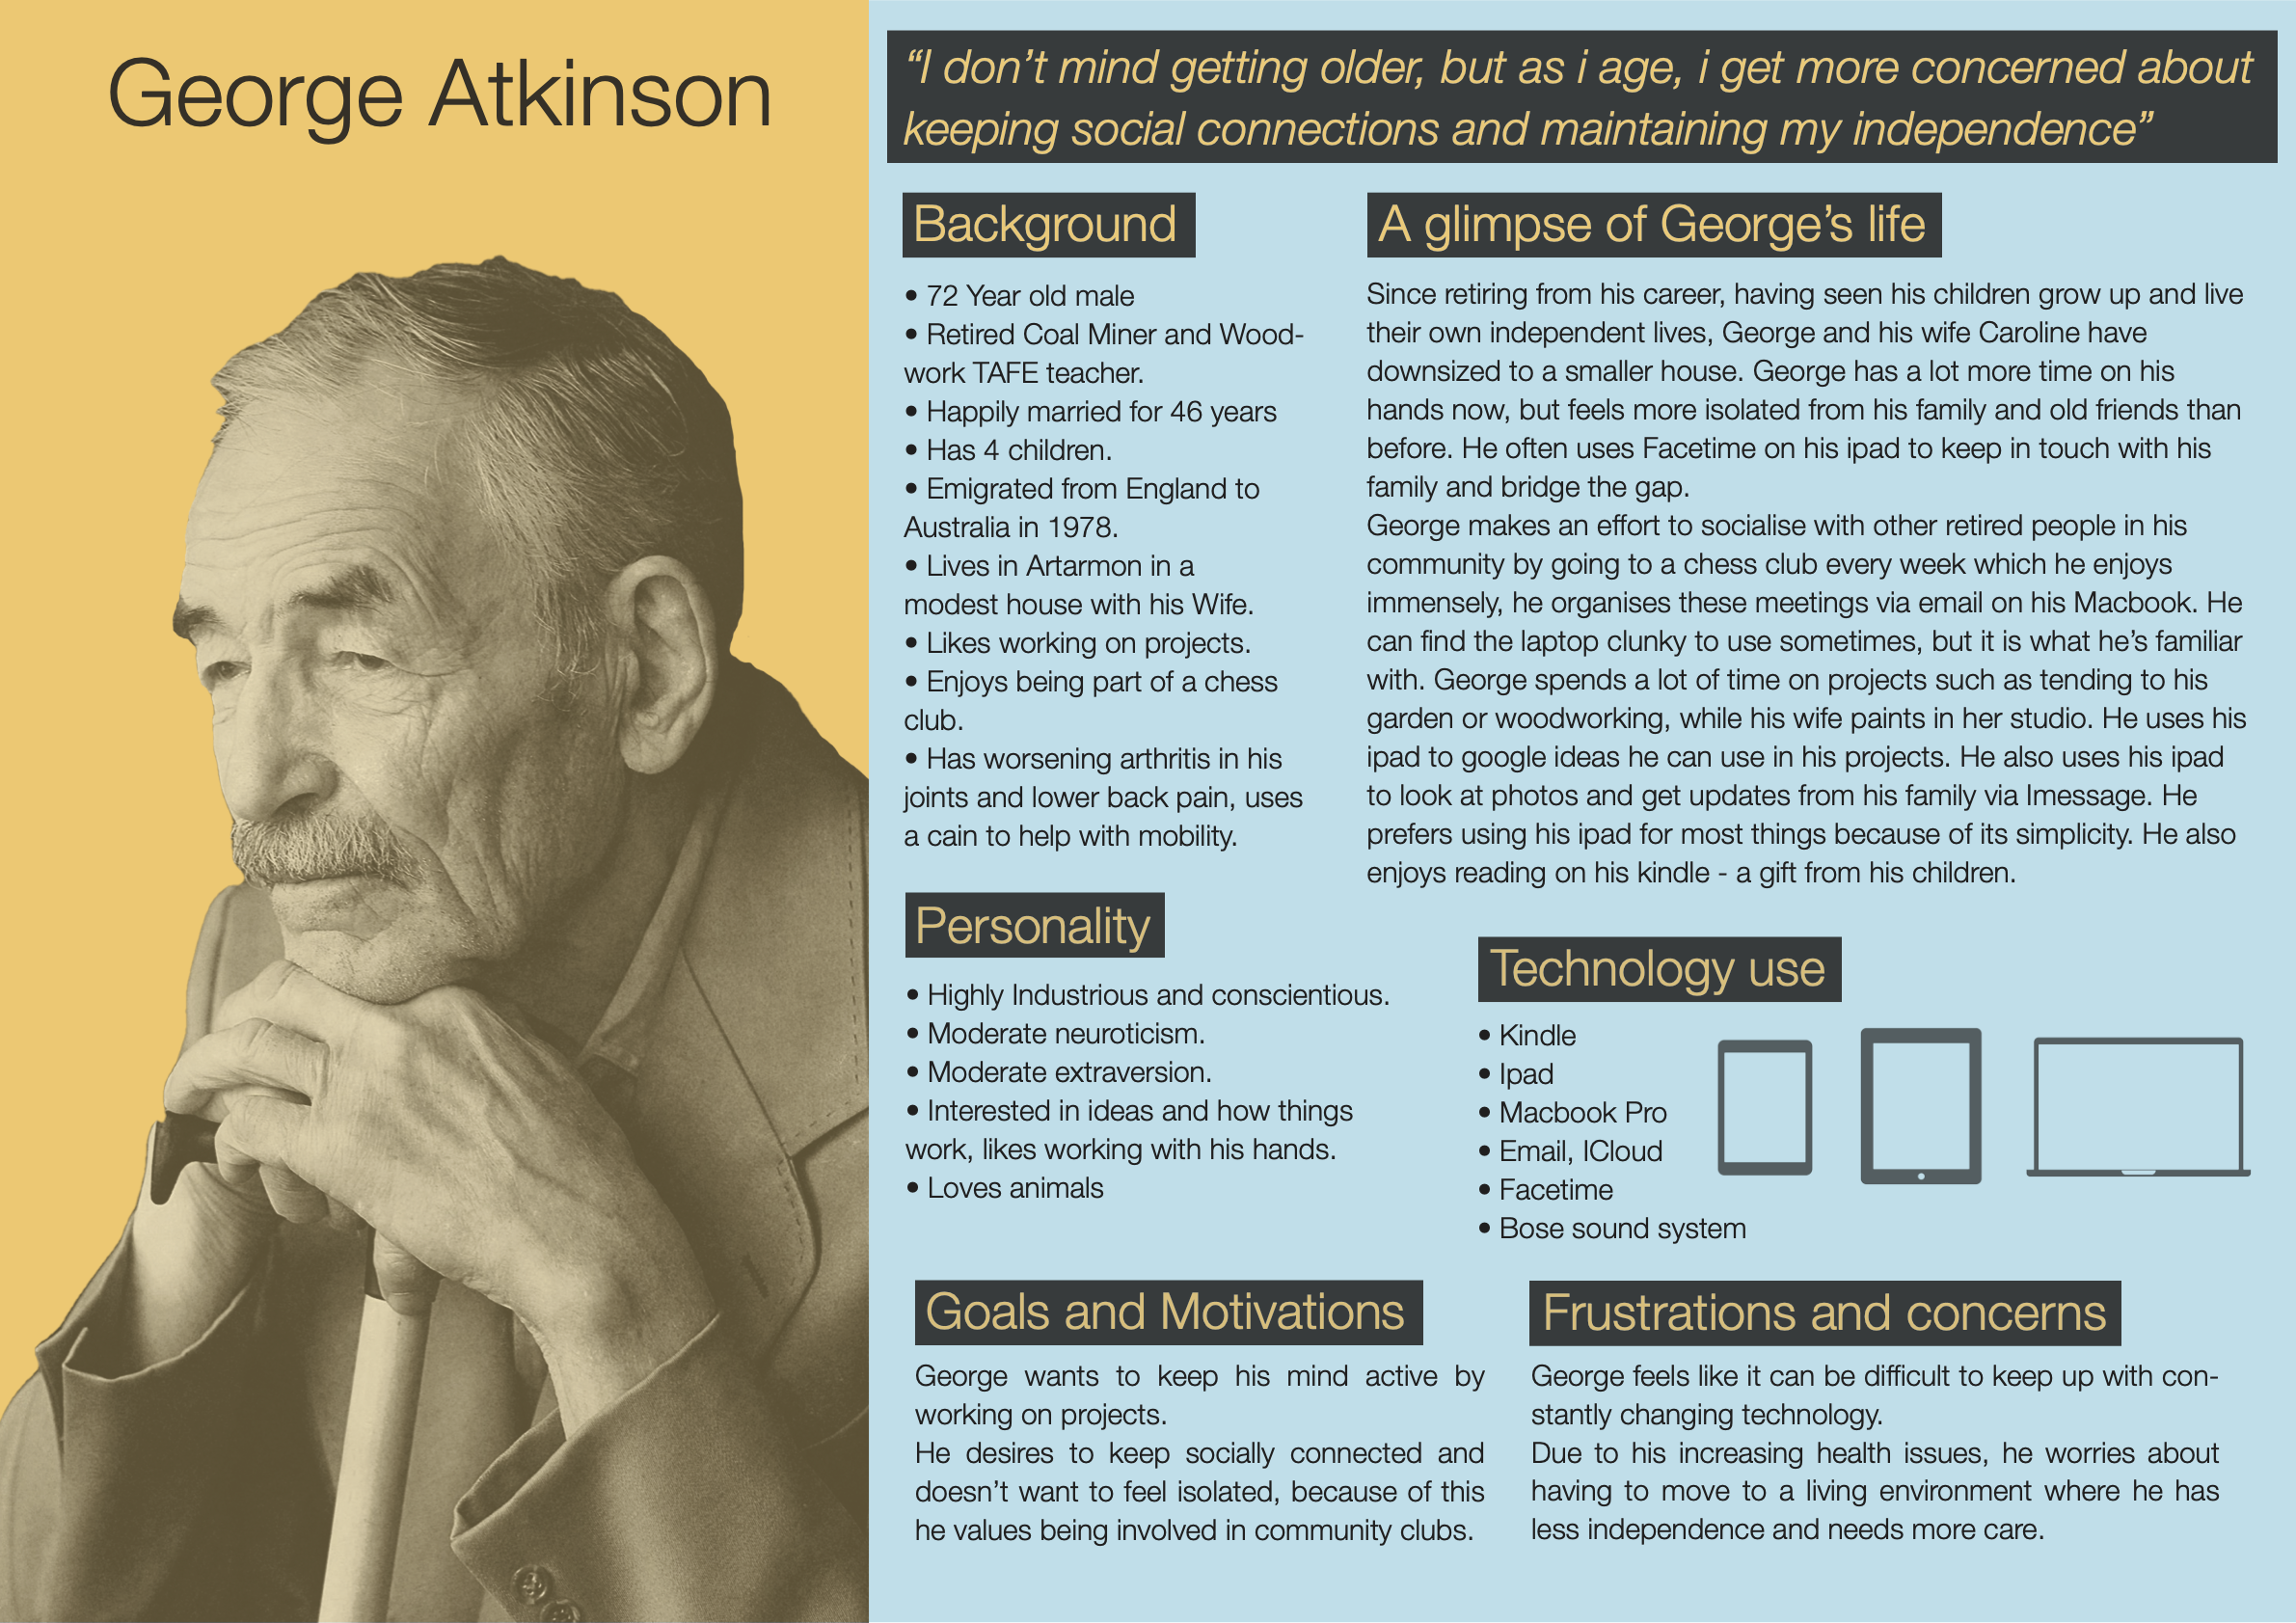 George Atkinson
“I don’t mind getting older, but as i age, i get more concerned about
keeping social connections and maintaining my independence”
Background
• 72 Year old male
• Retired Coal Miner and Wood-
work TAFE teacher.
• Happily married for 46 years
• Has 4 children.
• Emigrated from England to
Australia in 1978.
• Lives in Artarmon in a
modest house with his Wife.
• Likes working on projects.
• Enjoys being part of a chess
club.
• Has worsening arthritis in his
joints and lower back pain, uses
a cain to help with mobility.
A glimpse of George’s life
Since retiring from his career, having seen his children grow up and live
their own independent lives, George and his wife Caroline have
downsized to a smaller house. George has a lot more time on his
hands now, but feels more isolated from his family and old friends than
before. He often uses Facetime on his ipad to keep in touch with his
family and bridge the gap.
George makes an effort to socialise with other retired people in his
community by going to a chess club every week which he enjoys
immensely, he organises these meetings via email on his Macbook. He
can find the laptop clunky to use sometimes, but it is what he’s familiar
with. George spends a lot of time on projects such as tending to his
garden or woodworking, while his wife paints in her studio. He uses his
ipad to google ideas he can use in his projects. He also uses his ipad
to look at photos and get updates from his family via Imessage. He
prefers using his ipad for most things because of its simplicity. He also
enjoys reading on his kindle - a gift from his children.
Personality
• Highly Industrious and conscientious.
• Moderate neuroticism.
• Moderate extraversion.
• Interested in ideas and how things
work, likes working with his hands.
• Loves animals
Technology use
• Kindle
• Ipad
• Macbook Pro
• Email, ICloud
• Facetime
• Bose sound system
Goals and Motivations
George wants to keep his mind active by
working on projects.
He desires to keep socially connected and
doesn’t want to feel isolated, because of this
he values being involved in community clubs.
Frustrations and concerns
George feels like it can be difficult to keep up with con-
stantly changing technology.
Due to his increasing health issues, he worries about
having to move to a living environment where he has
less independence and needs more care.